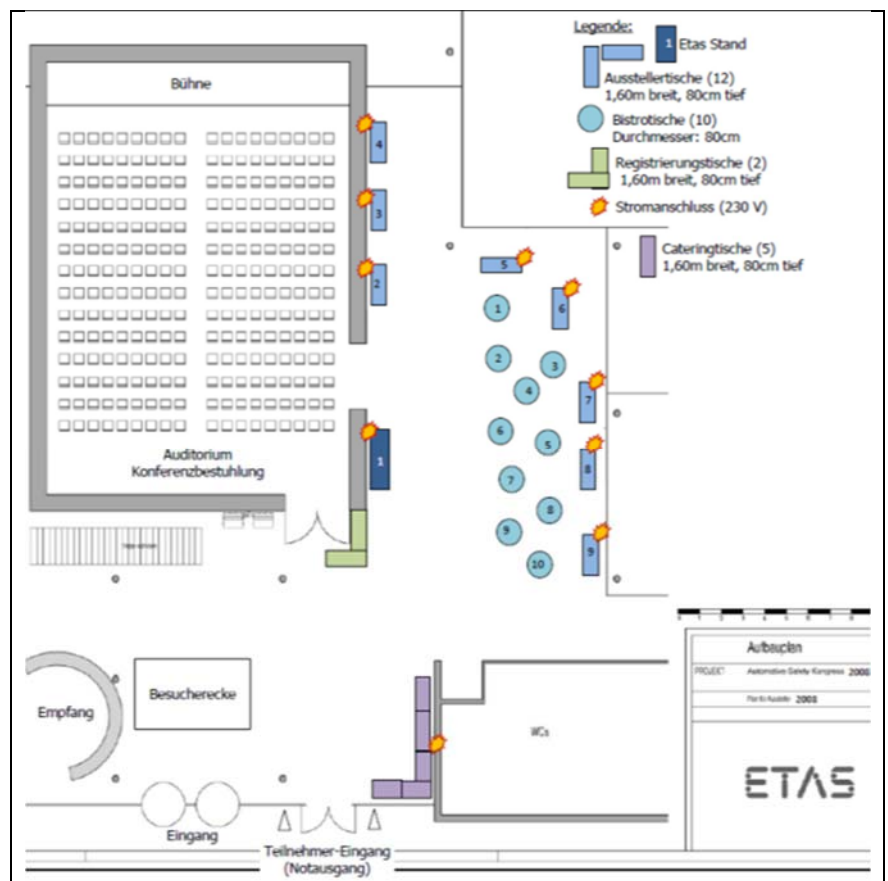 Legende:
1 Etas Stand
Ausstellertische (12)
1,60m breit, 80cm tief
Bistrotische (10)
Durchmesser: 80cm
Registrierungstische (2)
1,60m breit, 80cm tief
Stromanschluss (230 V)
Cateringtische (5)
1,60m breit, 80cm tief
Bühne
4
3
2
1
Auditorium
Konferenzbestuhlung
5
6
7
8
9
1
2
3
4
6
5
7
8
9
10
Empfang
Besucherecke
WCs
Eingang
Teilnehmer-Eingang
(Notausgang)
Aufbauplan
PROJEKT Automotive Safety Kongress 2008
2008
ETAS